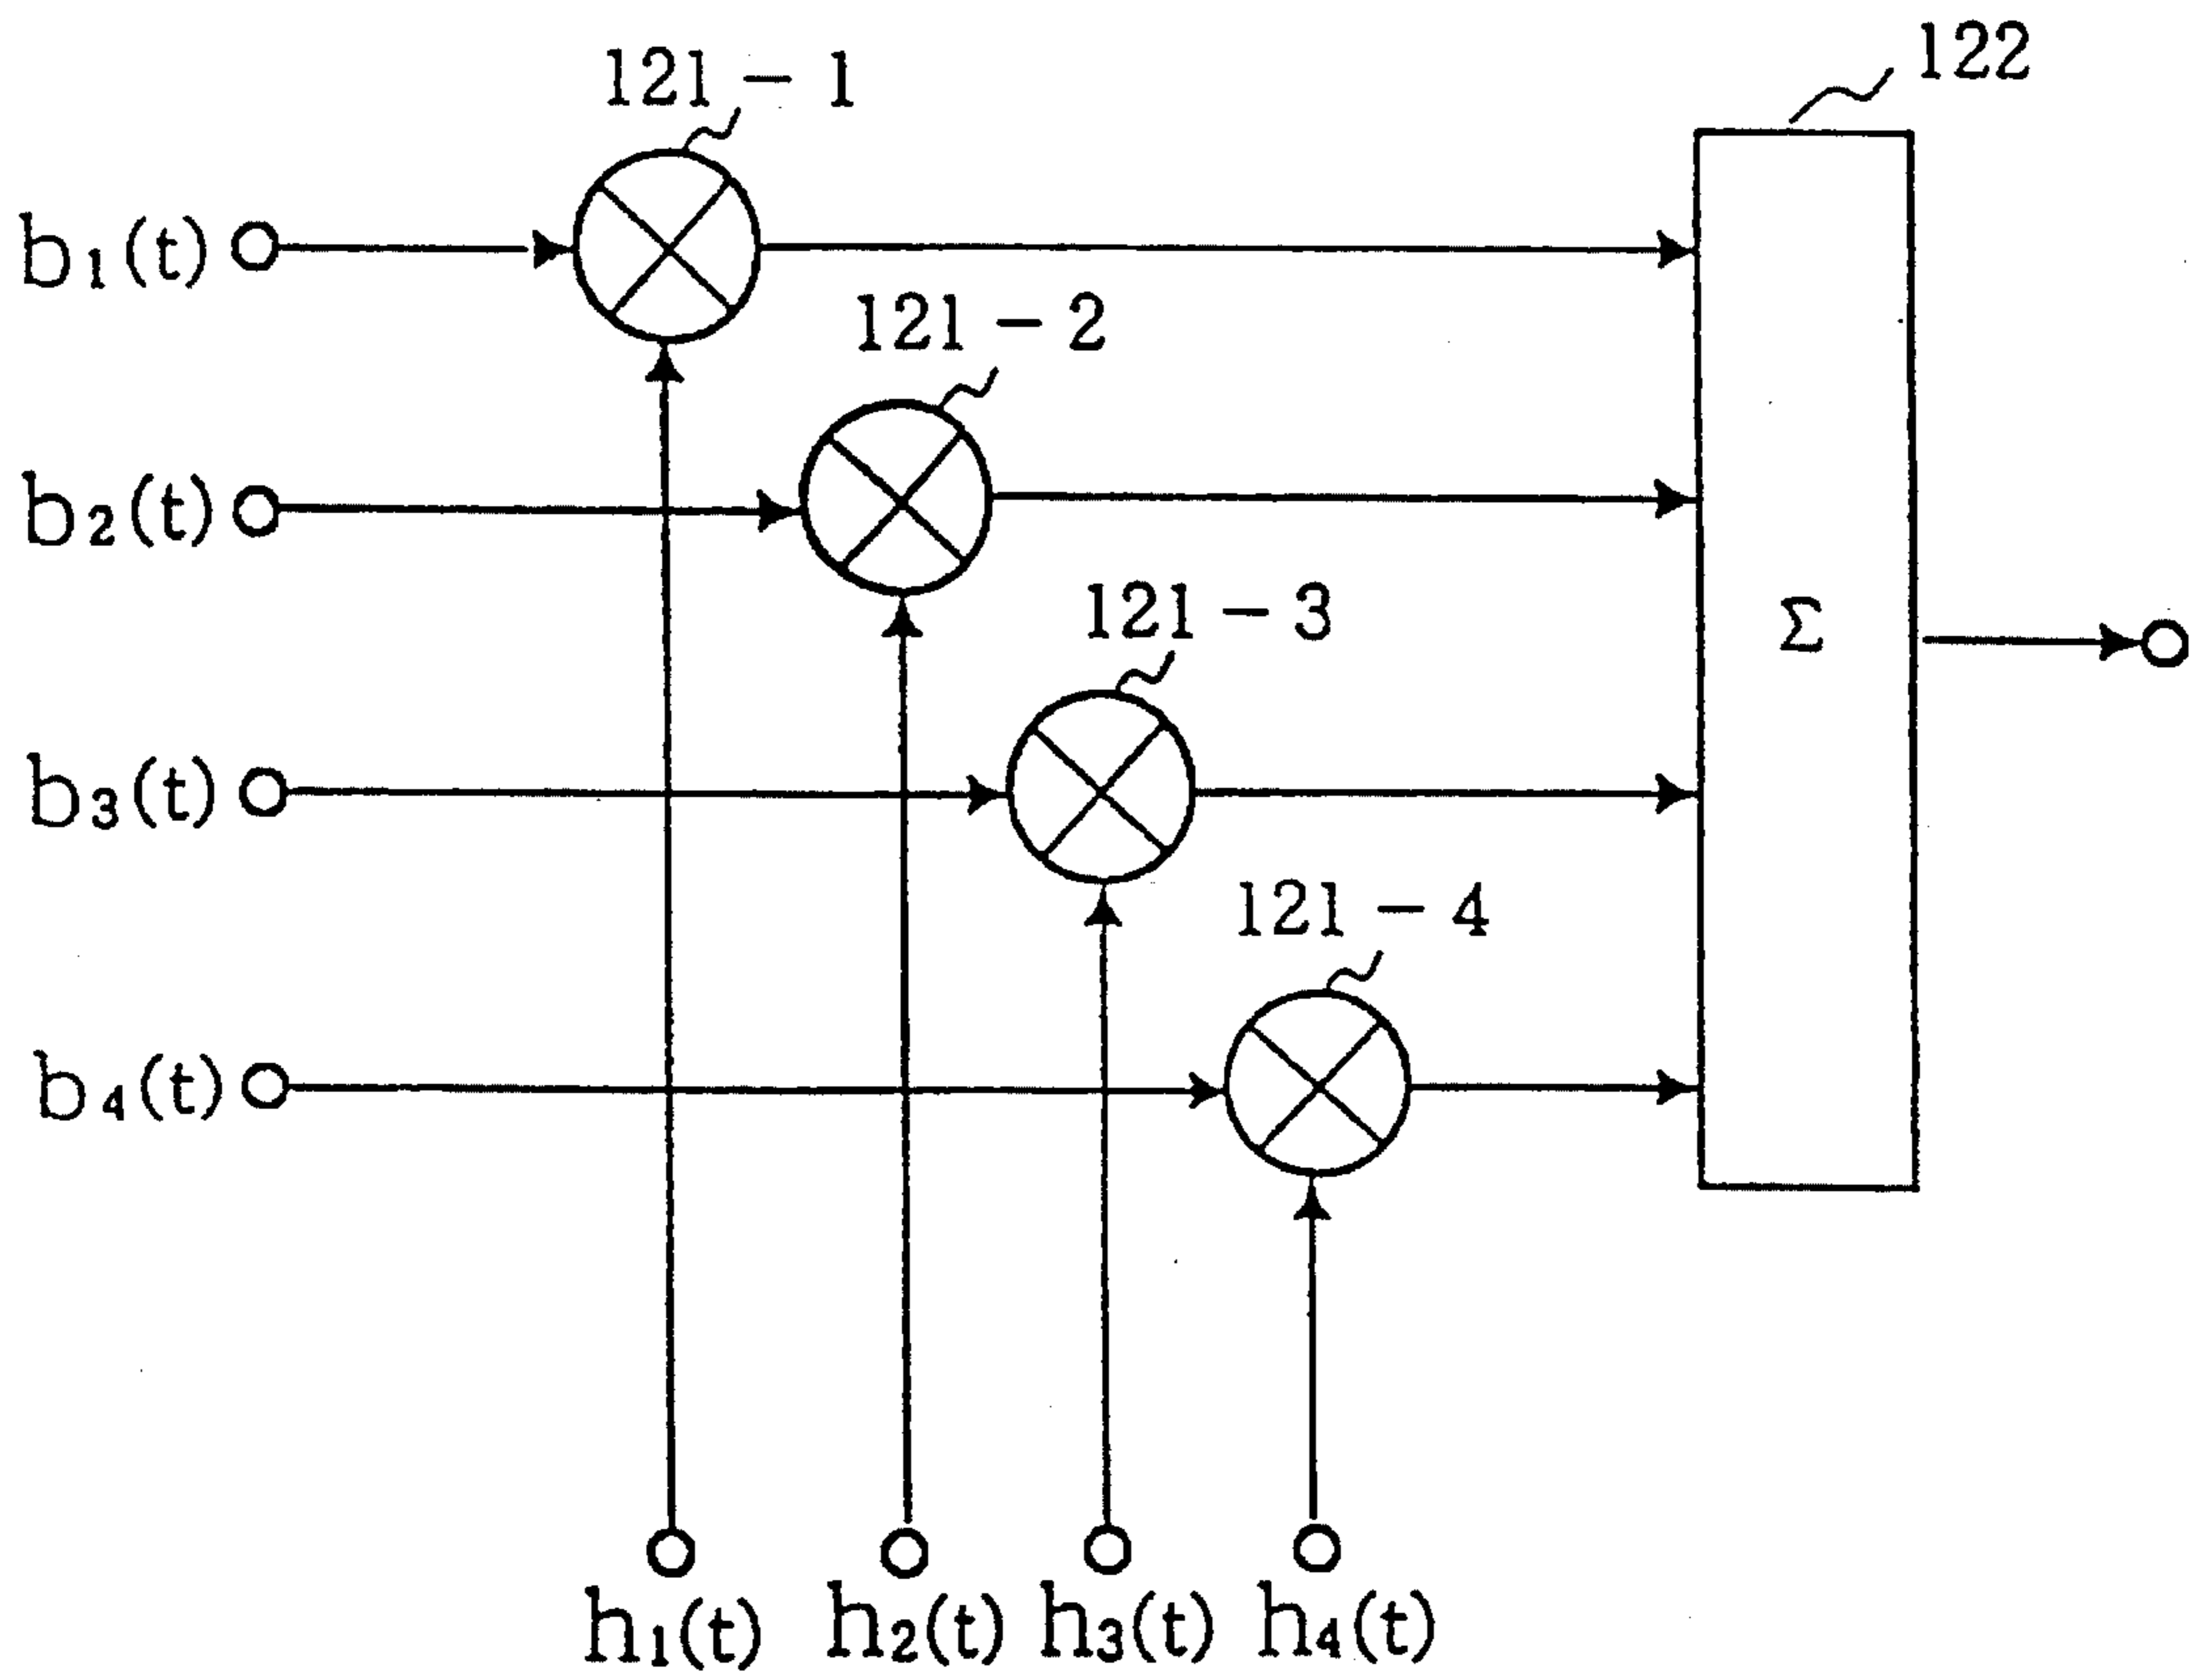 122
121-1
b1(t)
121-2
b2(t)
121-3
Σ
b3(t)
121-4
b4(t)
h1(t) h2(t) h3(t) h4(t)